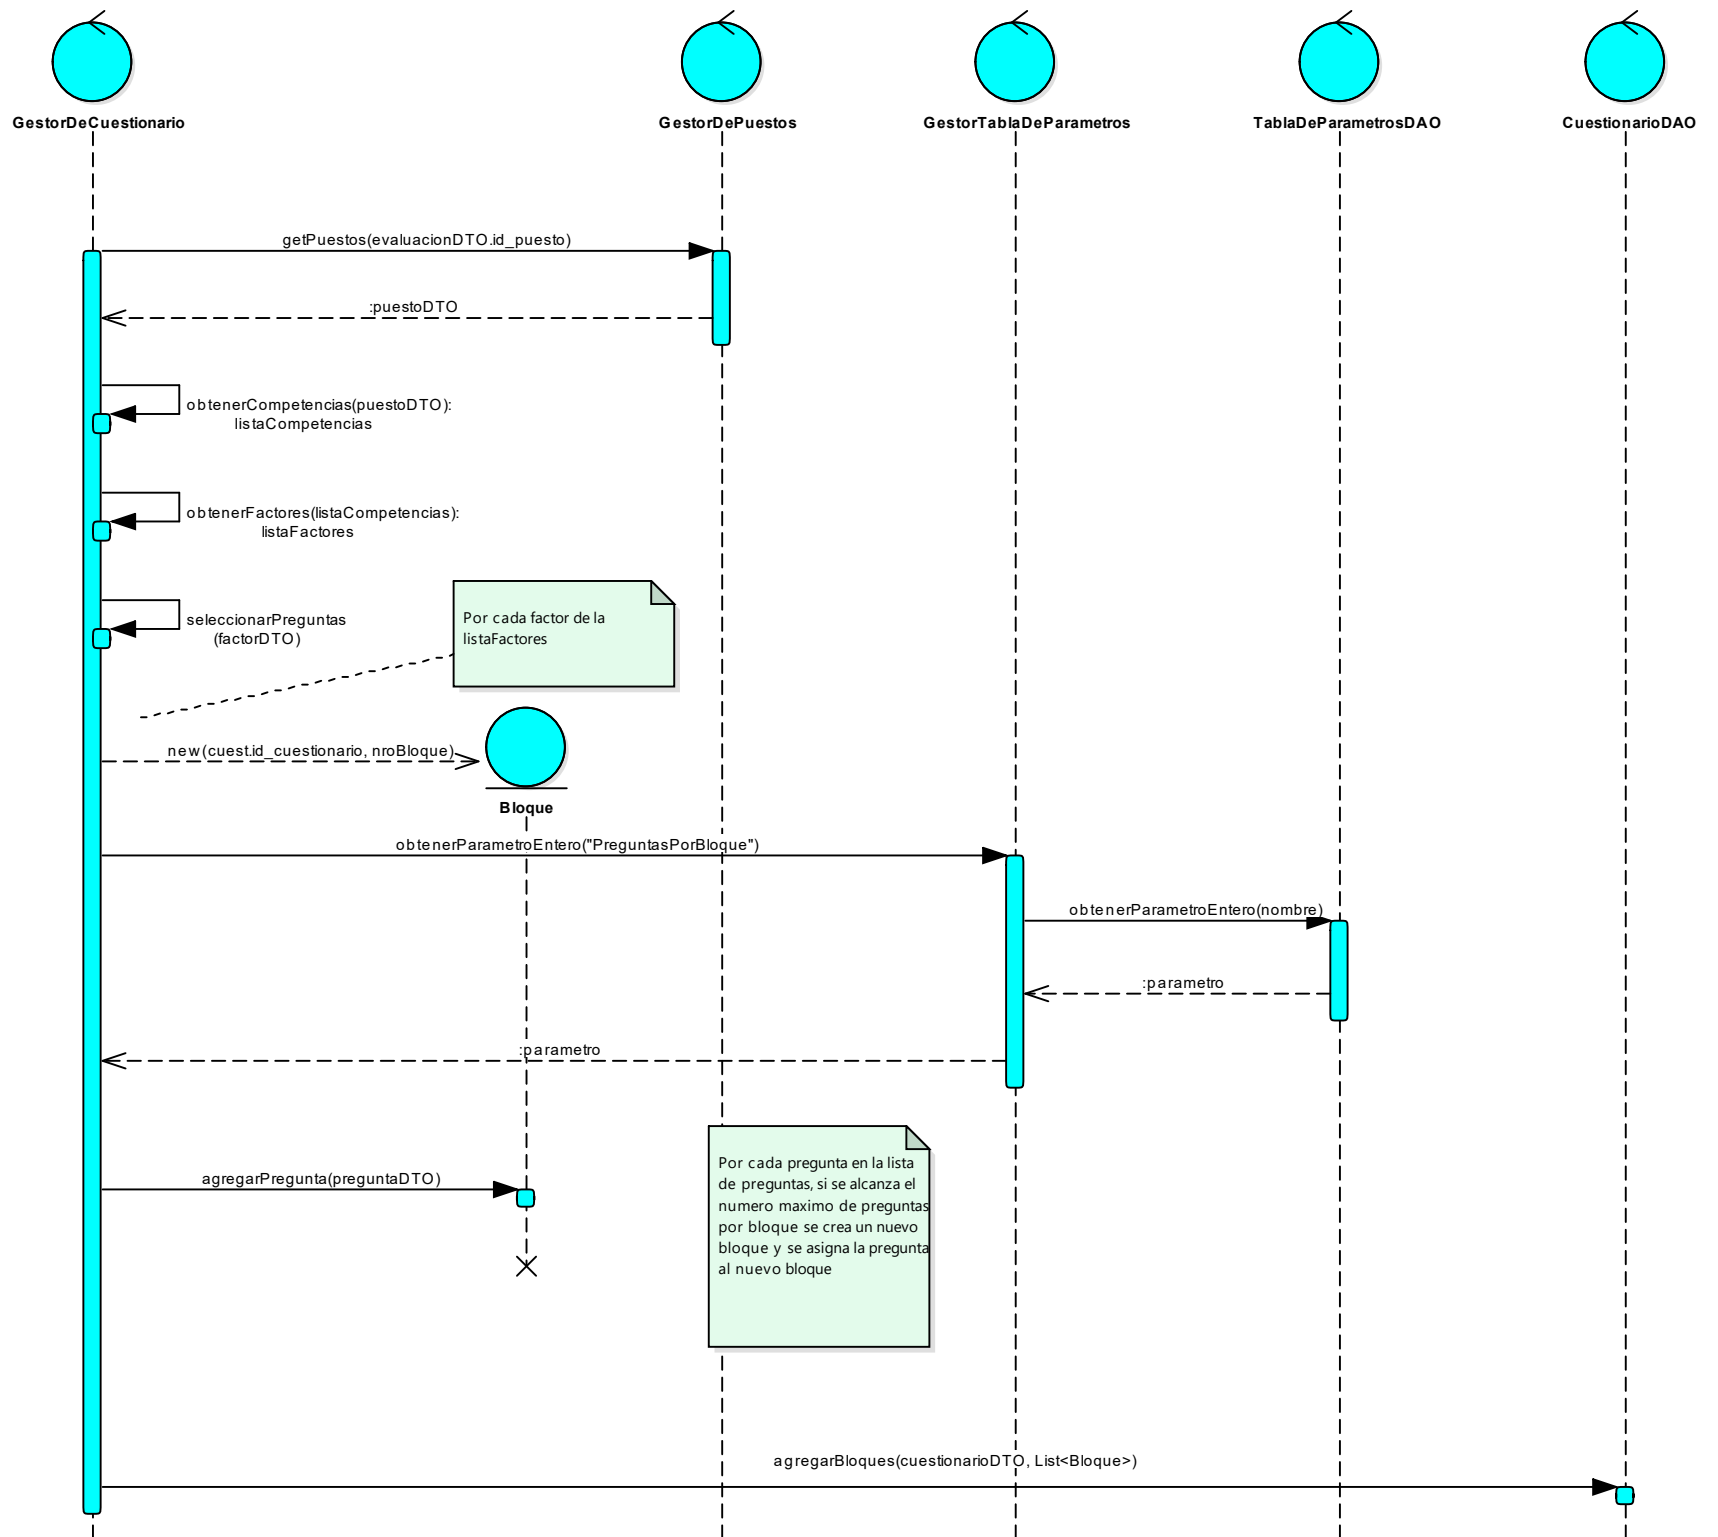 GestorDeCuestionario
GestorDePuestos
GestorTablaDeParametros
TablaDeParametrosDAO
CuestionarioDAO
getPuestos(evaluacionDTO.id_puesto)
:puestoDTO
obtenerCompetencias(puestoDTO):
listaCompetencias
obtenerFactores(listaCompetencias):
listaFactores
seleccionarPreguntas
(factorDTO)
Por cada factor de la
listaFactores
new(cuest.id_cuestionario, nroBloque)
Bloque
obtenerParametroEntero("PreguntasPorBloque")
obtenerParametroEntero(nombre)
:parametro
:parametro
agregarPregunta(preguntaDTO)
Por cada pregunta en la lista
de preguntas, si se alcanza el
numero maximo de preguntas
por bloque se crea un nuevo
bloque y se asigna la pregunta
al nuevo bloque
agregarBloques(cuestionarioDTO, List<Bloque>)